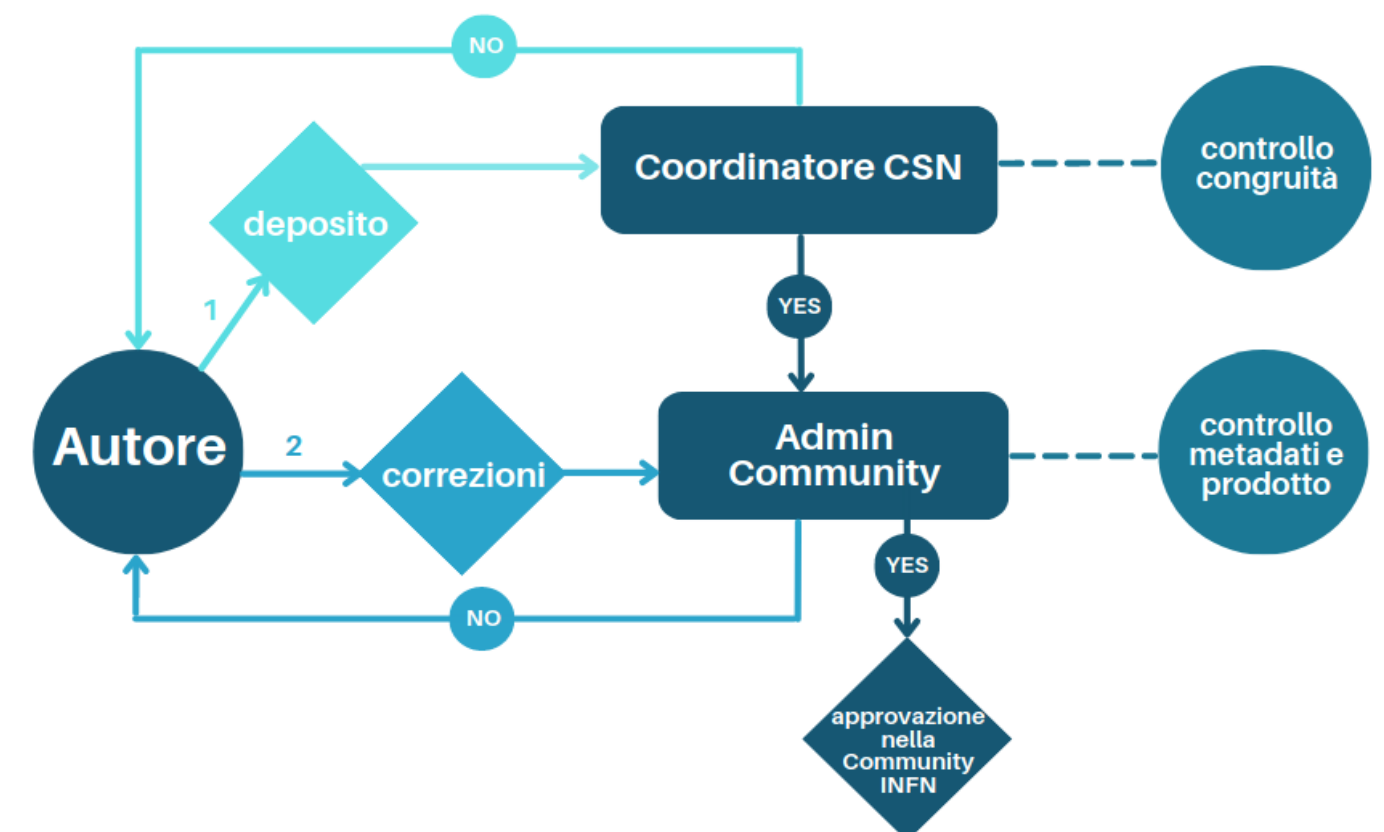 NO
Coordinatore CSN
controllo
congruità
deposito
1
YES
Autore
2
correzioni
Admin
Community
controllo
metadati e
prodotto
YES
NO
approvazione
nella
Community
INFN